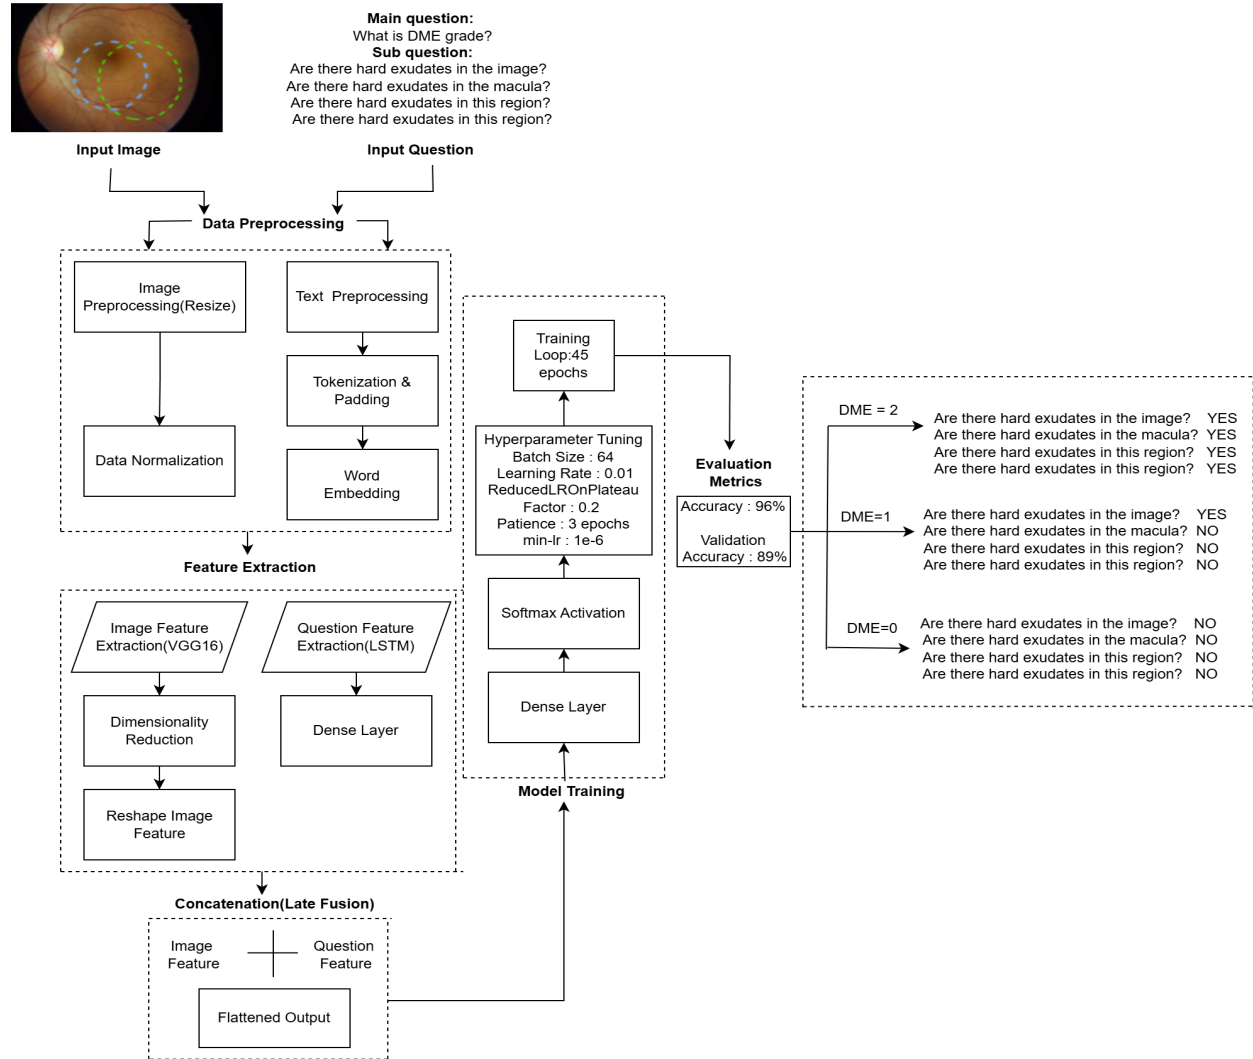 Main question:
What is DME grade?
Sub question:
Are there hard exudates in the image?
Are there hard exudates in the macula?
Are there hard exudates in this region?
Are there hard exudates in this region?
Input Image
Input Question
Data Preprocessing
Image
Preprocessing(Resize)
Data Normalization
Text Preprocessing
Tokenization &
Padding
Word
Embedding
Feature Extraction
Image Feature
Extraction(VGG16)
Dimensionality
Reduction
Reshape Image
Feature
Question Feature
Extraction(LSTM)
Dense Layer
Concatenation(Late Fusion)
Image
Feature
Question
Feature
Flattened Output
Model Training
Dense Layer
Softmax Activation
Hyperparameter Tuning
Batch Size : 64
Learning Rate : 0.01
ReducedLROnPlateau
Factor : 0.2
Patience : 3 epochs
min-lr : 1e-6
Training
Loop:45
epochs
Evaluation
Metrics
Accuracy : 96%
Validation
Accuracy : 89%
DME = 2
Are there hard exudates in the image? YES
Are there hard exudates in the macula? YES
Are there hard exudates in this region? YES
Are there hard exudates in this region? YES
DME=1
Are there hard exudates in the image? YES
Are there hard exudates in the macula? NO
Are there hard exudates in this region? NO
Are there hard exudates in this region? NO
DME=0
Are there hard exudates in the image? NO
Are there hard exudates in the macula? NO
Are there hard exudates in this region? NO
Are there hard exudates in this region? NO